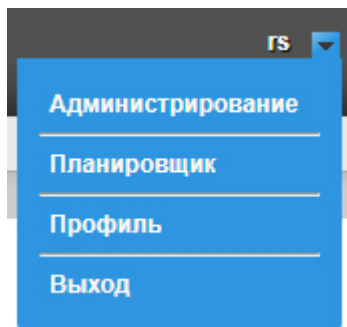 rs
Администрирование
Планировщик
Профиль
Выход